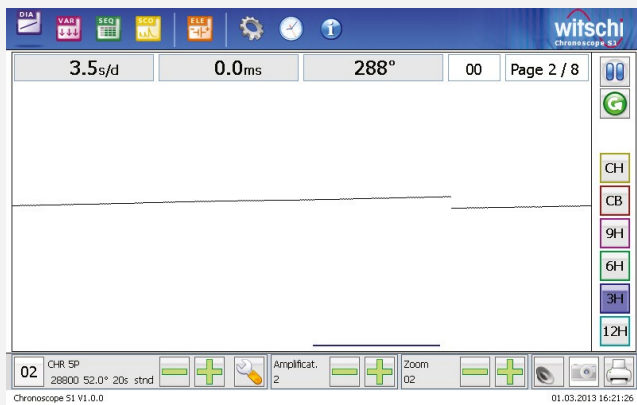 DIA VAR SEQ SCO ELE witschi
Chronoscope S1
3.5s/d 0.0ms 288° 00 Page 2 / 8
CH
CB
9H
6H
3H
12H
02 CHR 5P Amplificat. Zoom
28800 52.0° 20s stnd 2 02
Chronoscope S1 V1.0.0 01.03.2013 16:21:26